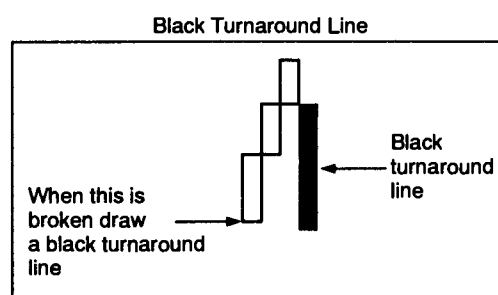 Black Turnaround Line
Black
turnaround
line
When this is
broken draw
a black turnaround
line